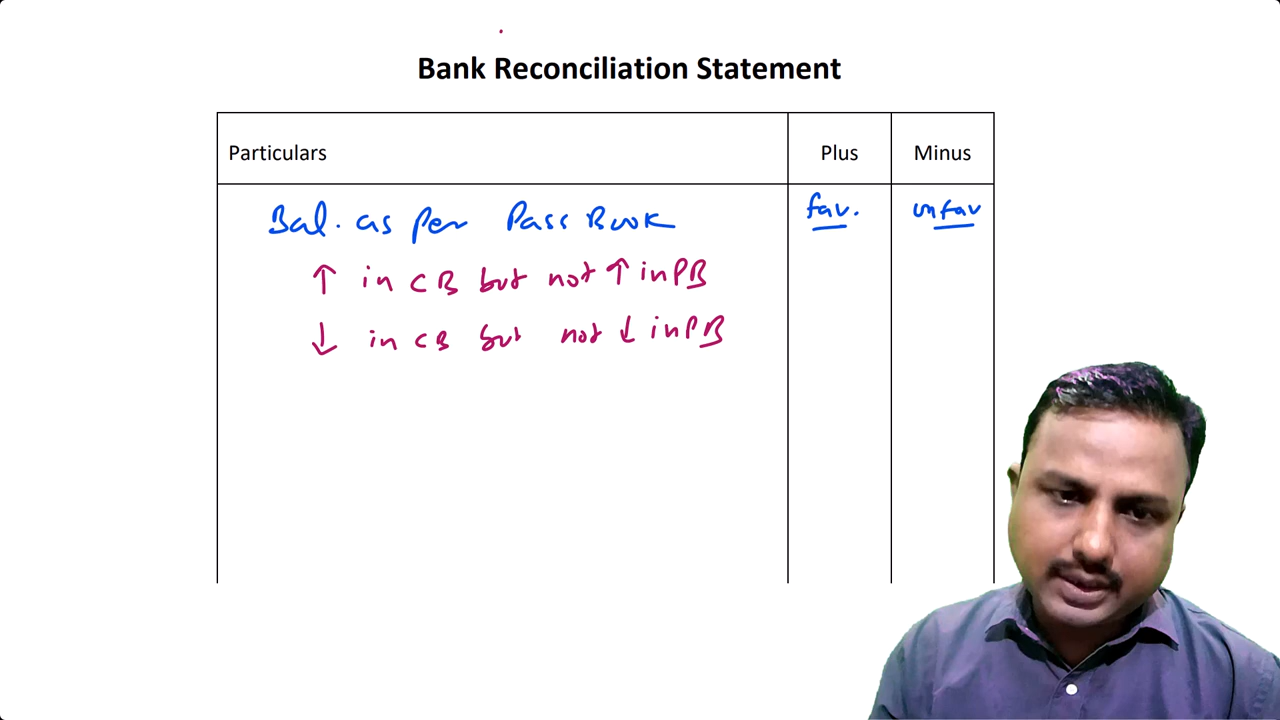 Bank Reconciliation Statement
Particulars Plus Minus
Bal. as per Pass Book fav. unfav
↑ in CB but not ↑ in PB
↓ in CB but not ↓ in PB